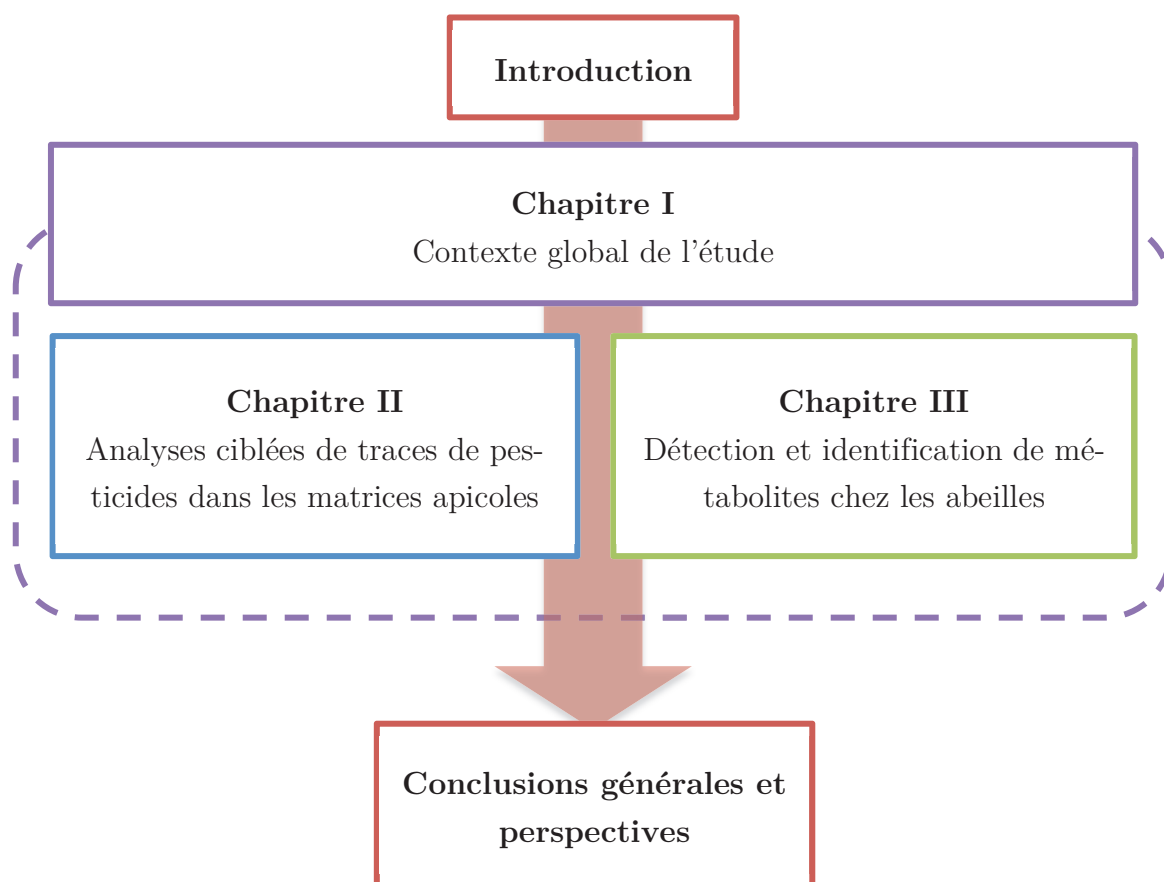 Introduction
Chapitre I
Contexte global de l'étude
Chapitre II
Analyses ciblées de traces de pes-
ticides dans les matrices apicoles
Chapitre III
Détection et identification de mé-
tabolites chez les abeilles
Conclusions générales et
perspectives